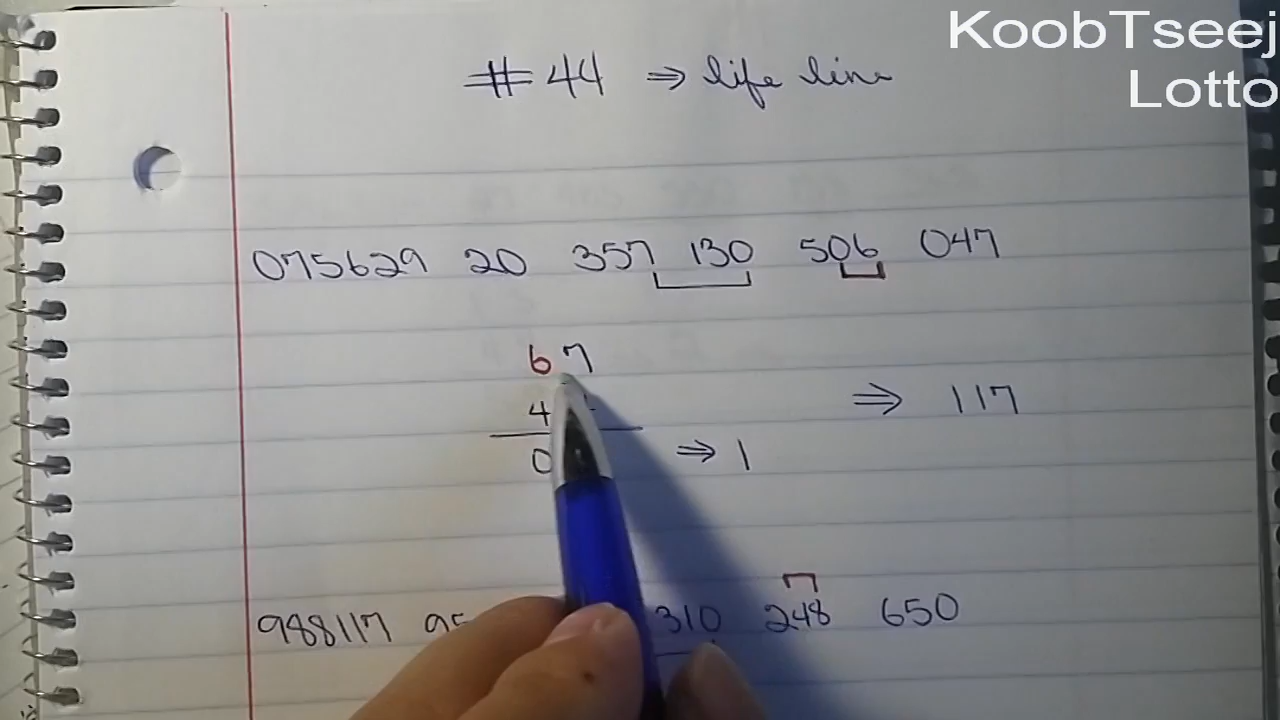 KoobTseej
Lotto
# 44 ⇒ life line
075629 20 357 130 506 047
67
4
⇒ 117
0 ⇒ 1
988117 310 248 650